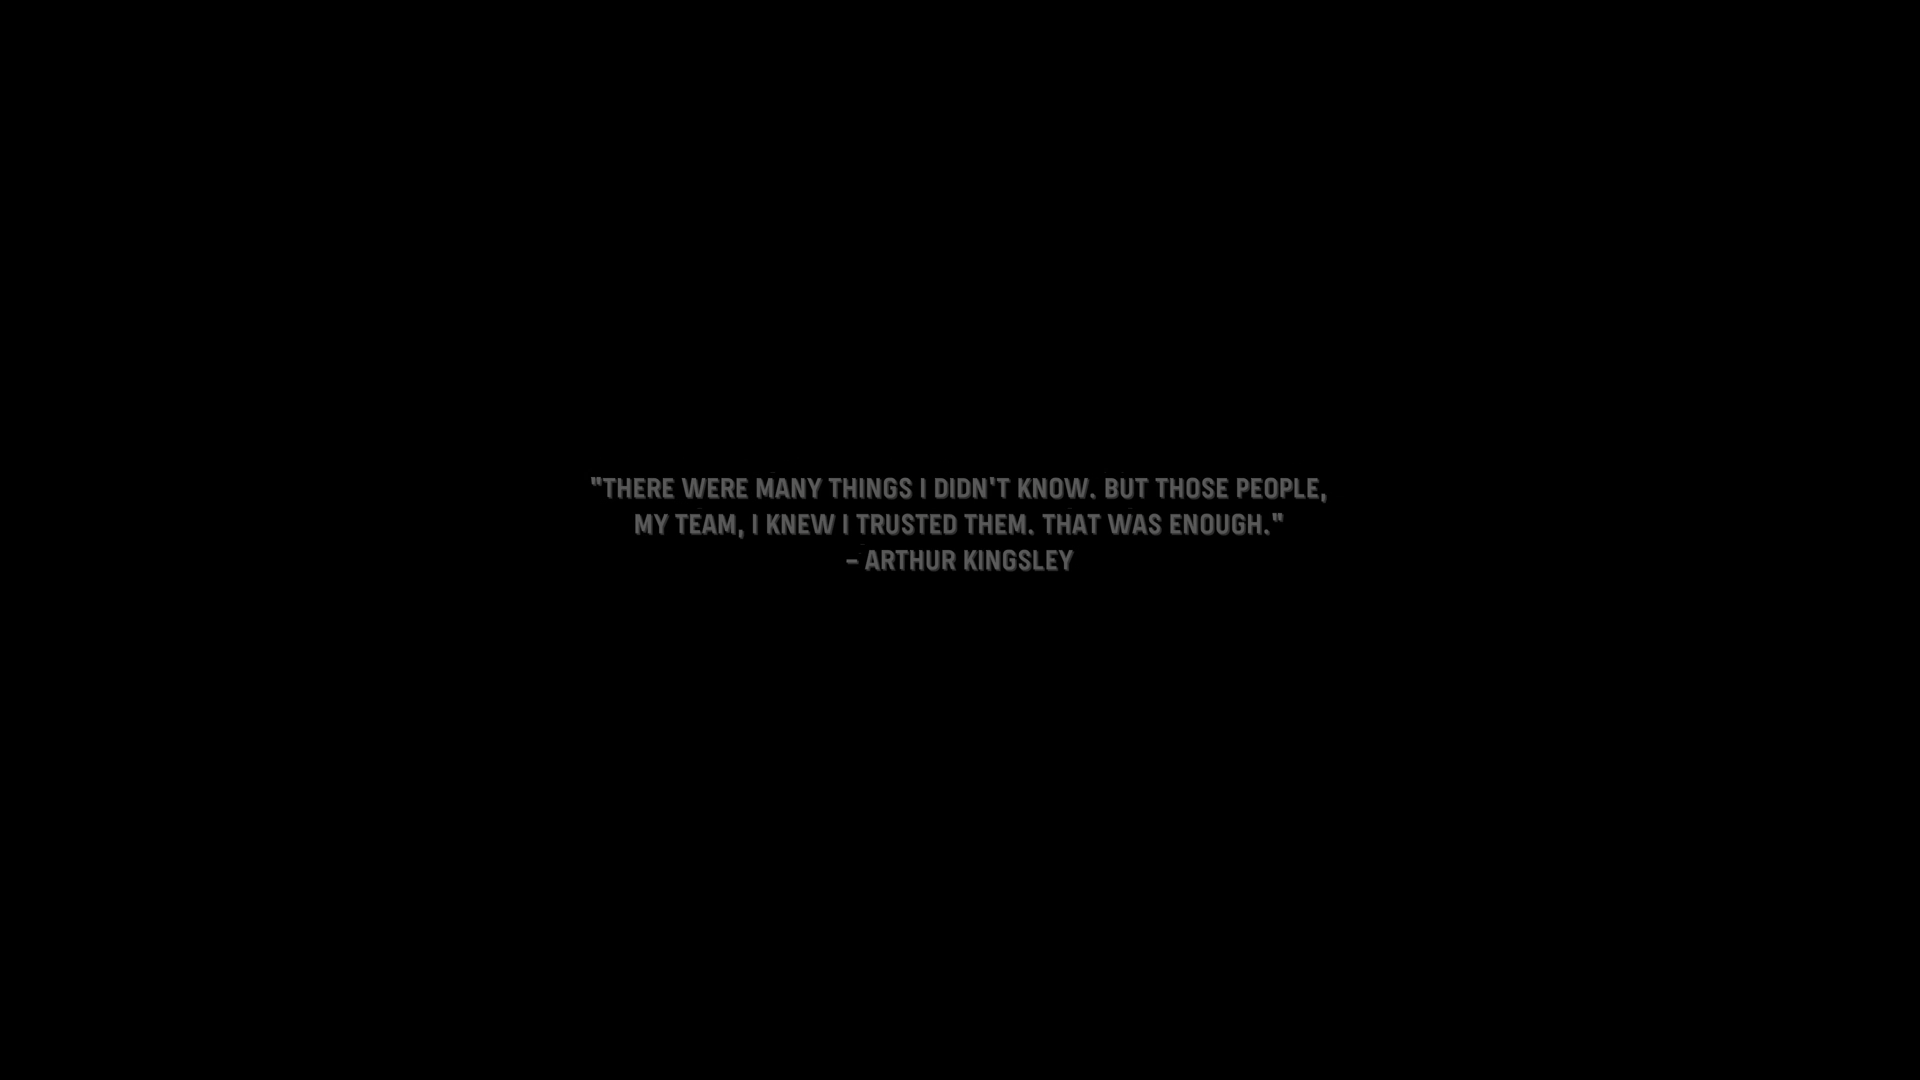 "THERE WERE MANY THINGS I DIDN'T KNOW. BUT THOSE PEOPLE,
MY TEAM, I KNEW I TRUSTED THEM. THAT WAS ENOUGH."
– ARTHUR KINGSLEY